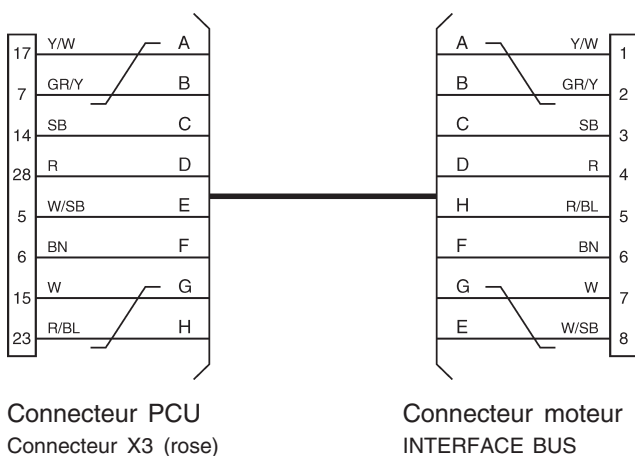 Y/W A A Y/W
17 1
GR/Y B B GR/Y
7 2
SB C C SB
14 3
R D D R
28 4
W/SB E H R/BL
5 5
BN F F BN
6 6
W G G W
15 7
R/BL H E W/SB
23 8
Connecteur PCU Connecteur moteur
Connecteur X3 (rose) INTERFACE BUS